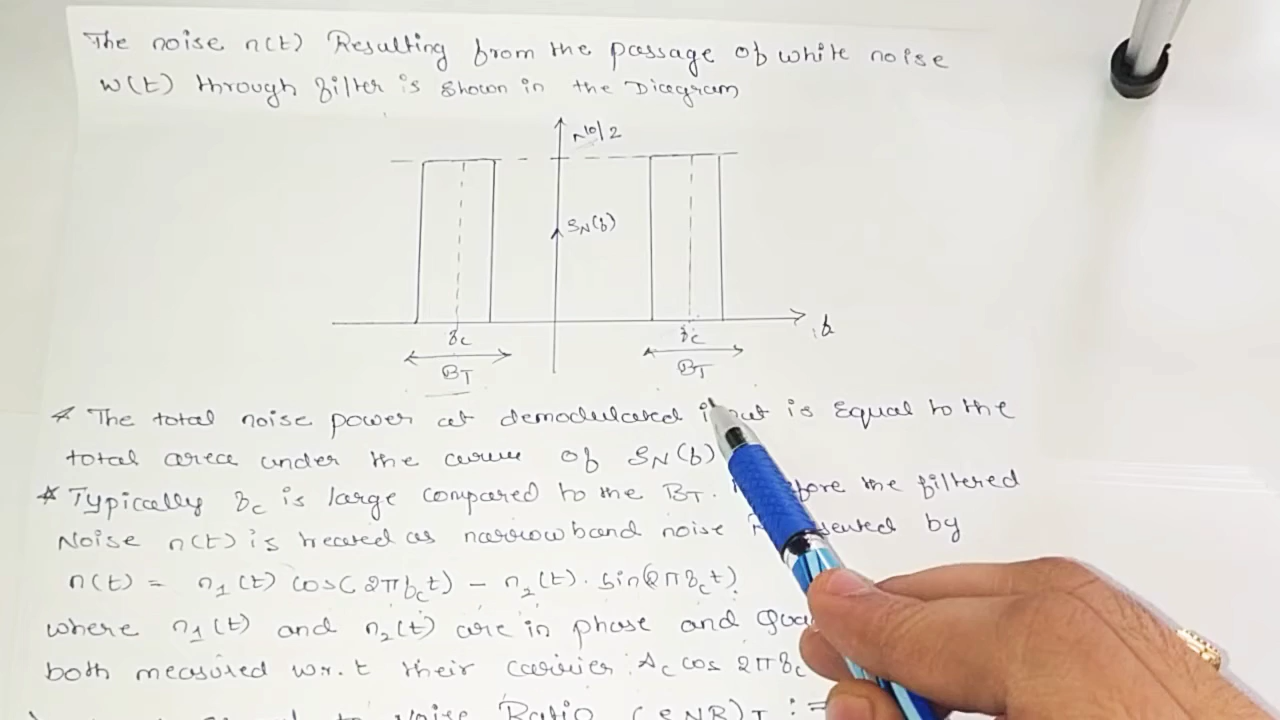 The noise n(t) Resulting from the passage of white noise
w(t) through filter is shown in the Diagram
N0/2
SN(f)
f
fc
fc
BT
BT
* The total noise power at demodulated is equal to the
total area under the curve of SN(f)
* Typically fc is large compared to the BT. the filtered
Noise n(t) is treated as narrowband noise by
n(t) = n1(t) cos(2πfct) - n2(t). sin(2πfct).
where n1(t) and n2(t) are in phase and
both measured w.r.t their carrier Ac cos 2πfc
Noise Ratio (SNR)T :=